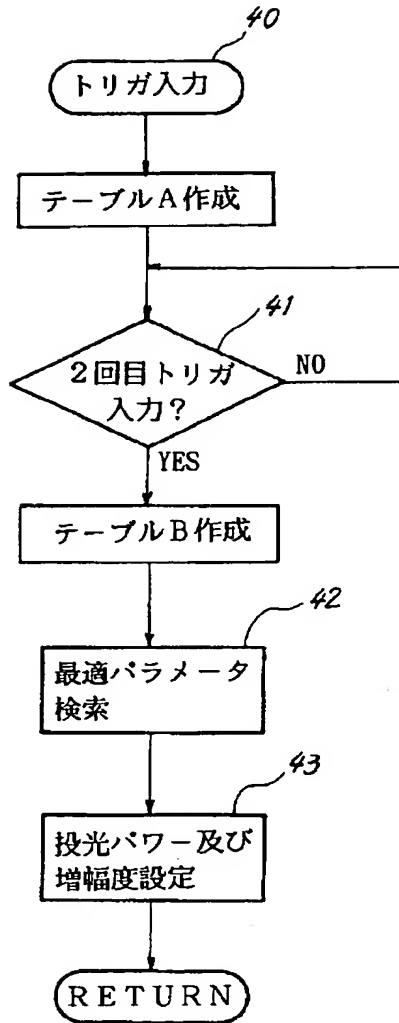 40
トリガ入力
テーブルA作成
41
2回目トリガ
入力?
NO
YES
テーブルB作成
42
最適パラメータ
検索
43
投光パワー及び
増幅度設定
RETURN